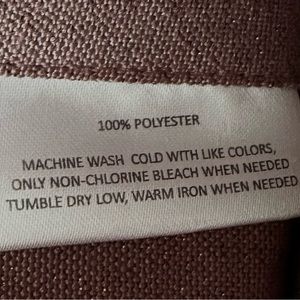 100% POLYESTER
MACHINE WASH COLD WITH LIKE COLORS,
ONLY NON-CHLORINE BLEACH WHEN NEEDED
TUMBLE DRY LOW, WARM IRON WHEN NEEDED